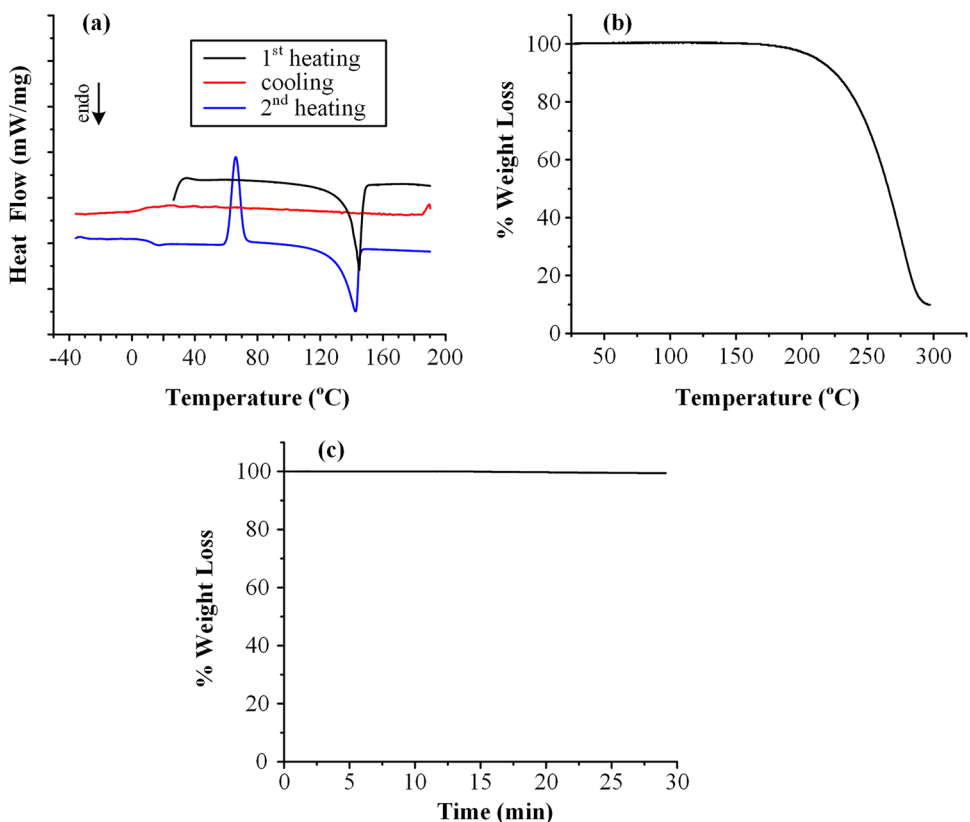 (a)
1st heating
cooling
2nd heating
endo
Heat Flow (mW/mg)
-40 0 40 80 120 160 200
Temperature (oC)
(b)
100
80
60
40
20
0
% Weight Loss
50 100 150 200 250 300
Temperature (oC)
(c)
100
80
60
40
20
0
% Weight Loss
0 5 10 15 20 25 30
Time (min)